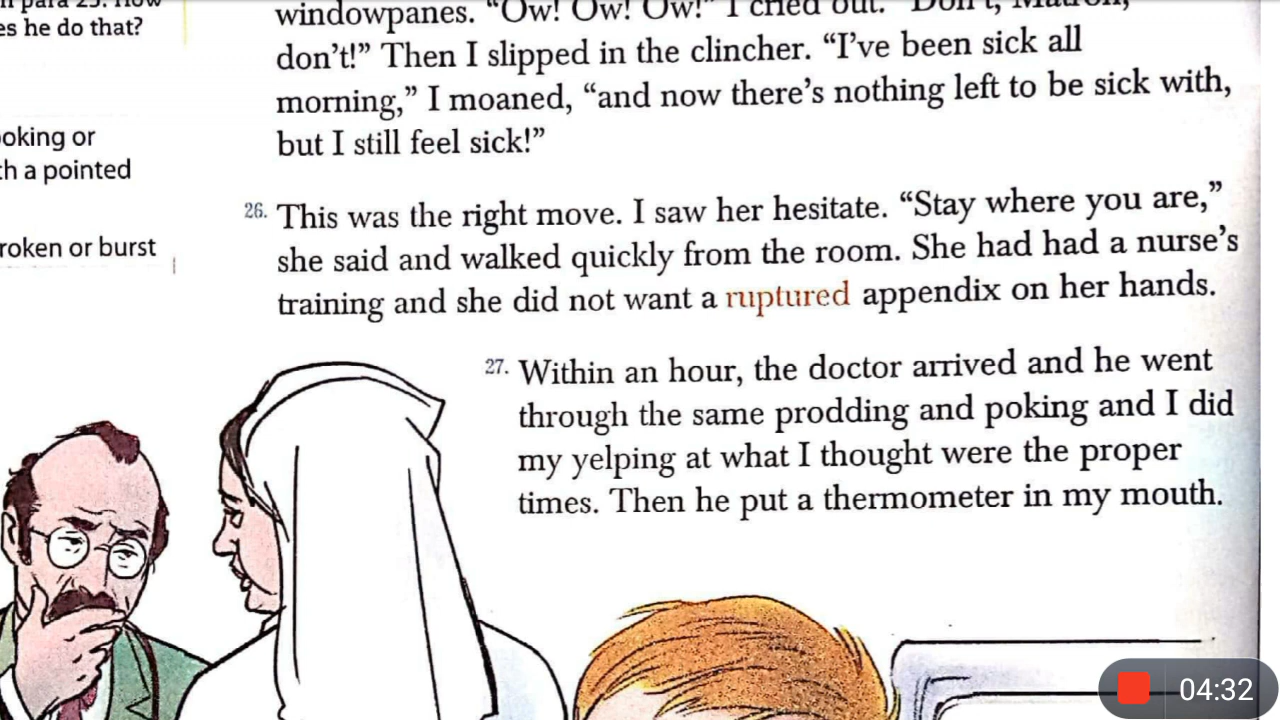 es he do that?
windowpanes. “Ow! Ow! Ow!” I cried out. “Don’t, Matron,
don’t!” Then I slipped in the clincher. “I’ve been sick all
morning,” I moaned, “and now there’s nothing left to be sick with,
but I still feel sick!”
ooking or
th a pointed
roken or burst
26. This was the right move. I saw her hesitate. “Stay where you are,”
she said and walked quickly from the room. She had had a nurse’s
training and she did not want a ruptured appendix on her hands.
27. Within an hour, the doctor arrived and he went
through the same prodding and poking and I did
my yelping at what I thought were the proper
times. Then he put a thermometer in my mouth.
04:32